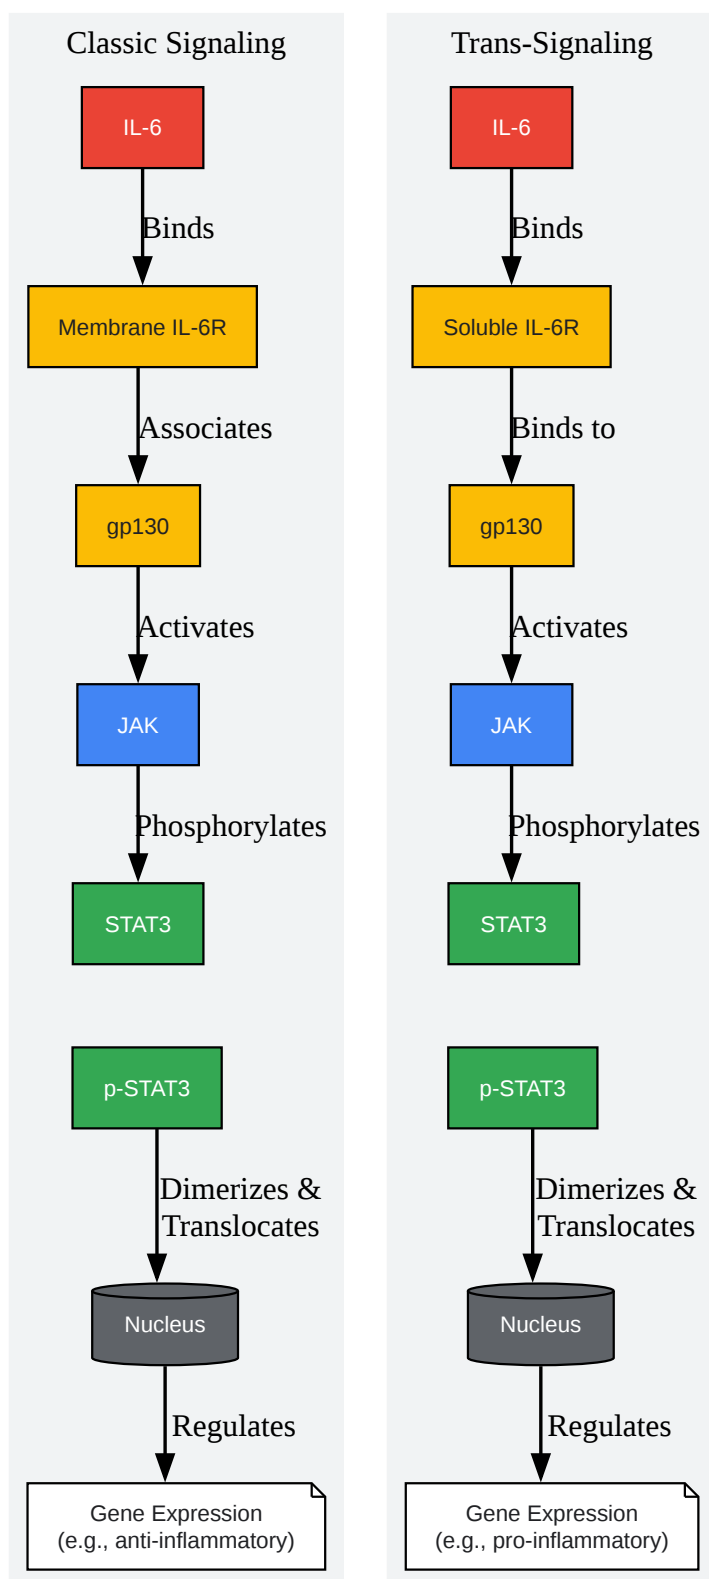 Classic Signaling
IL-6
Binds
Membrane IL-6R
Associates
gp130
Activates
JAK
Phosphorylates
STAT3
p-STAT3
Dimerizes &
Translocates
Nucleus
Regulates
Gene Expression
(e.g., anti-inflammatory)
Trans-Signaling
IL-6
Binds
Soluble IL-6R
Binds to
gp130
Activates
JAK
Phosphorylates
STAT3
p-STAT3
Dimerizes &
Translocates
Nucleus
Regulates
Gene Expression
(e.g., pro-inflammatory)